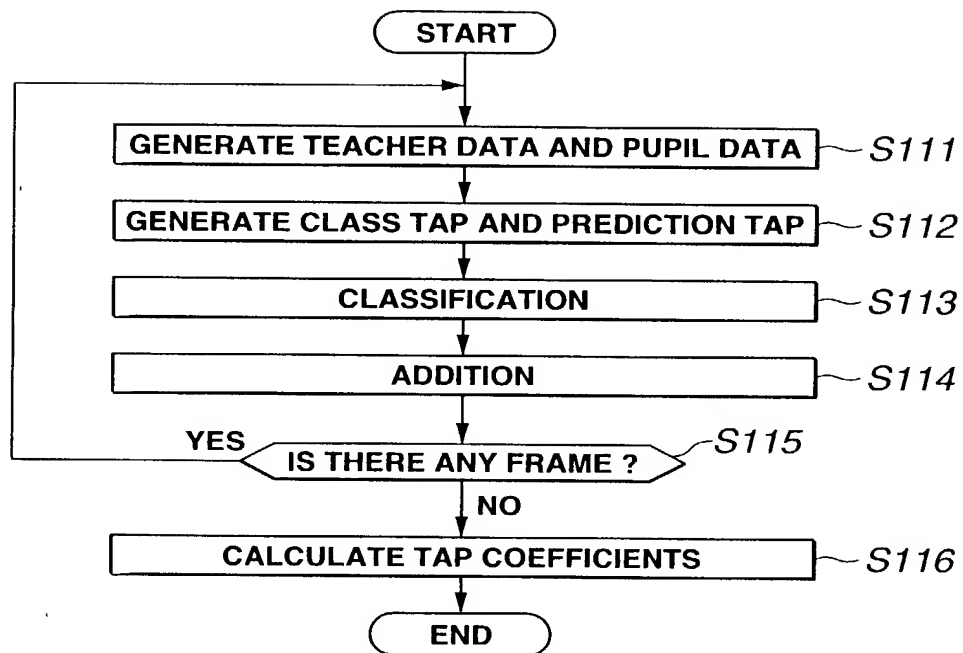 START
GENERATE TEACHER DATA AND PUPIL DATA
S111
GENERATE CLASS TAP AND PREDICTION TAP
S112
CLASSIFICATION
S113
ADDITION
S114
YES
IS THERE ANY FRAME ?
S115
NO
CALCULATE TAP COEFFICIENTS
S116
END